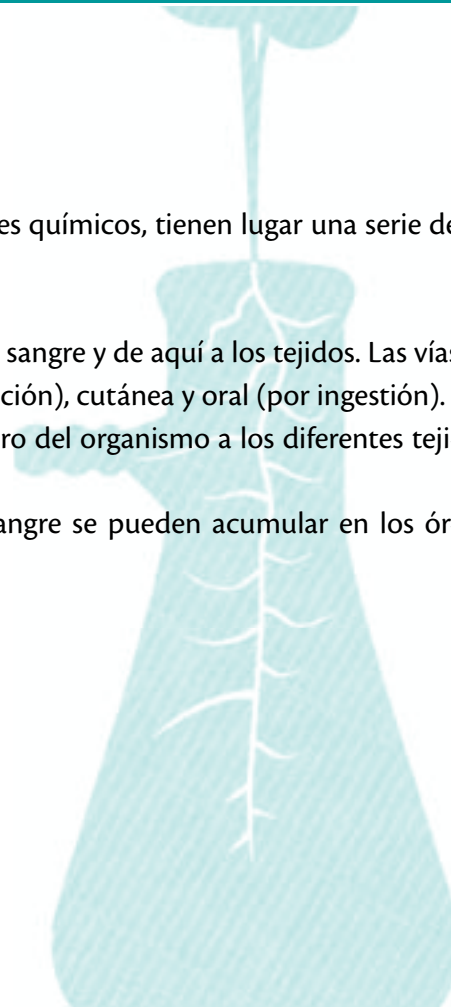 es químicos, tienen lugar una serie de
sangre y de aquí a los tejidos. Las vías
ción), cutánea y oral (por ingestión).
ro del organismo a los diferentes teji
angre se pueden acumular en los ór